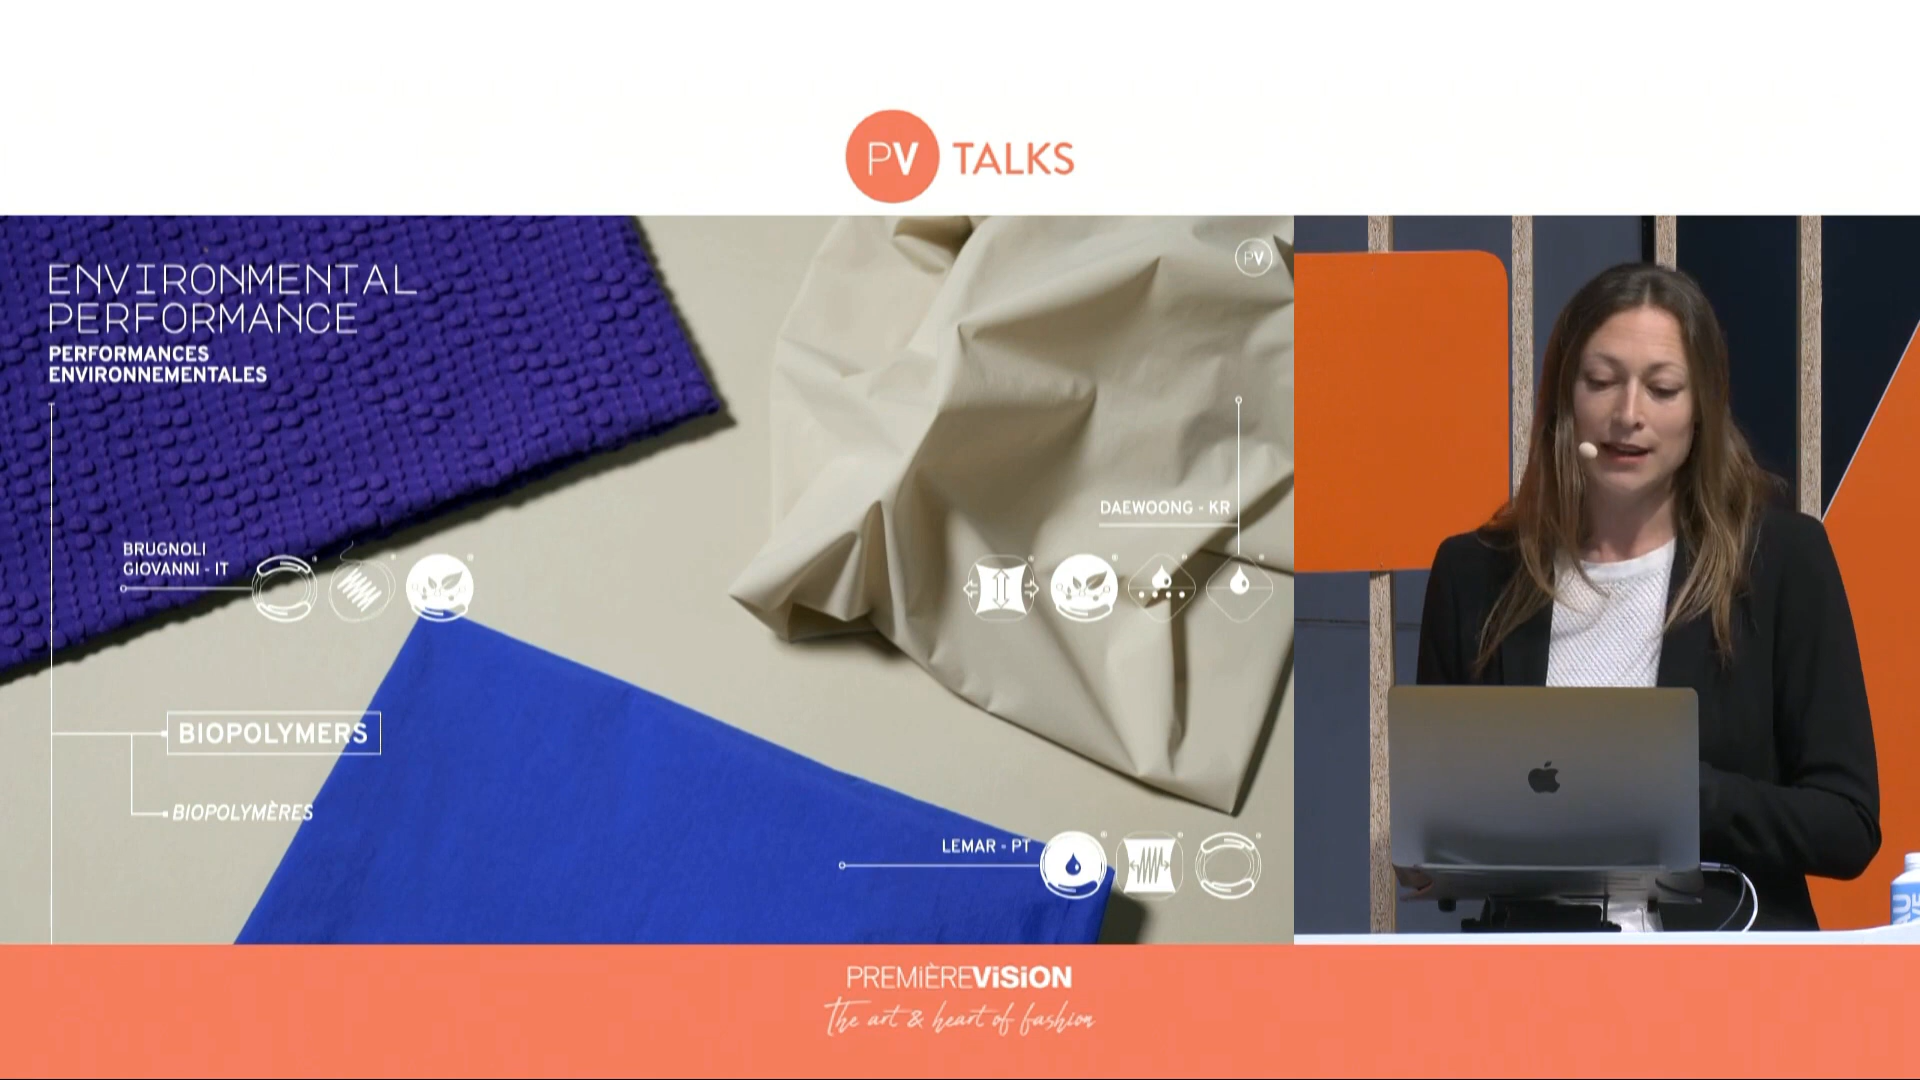 PV TALKS
ENVIRONMENTAL
PERFORMANCE
PERFORMANCES
ENVIRONNEMENTALES
PV
DAEWOONG - KR
BRUGNOLI
GIOVANNI - IT
BIOPOLYMERS
BIOPOLYMÈRES
LEMAR - PT
PREMIÈREVISION
The art & heart of fashion